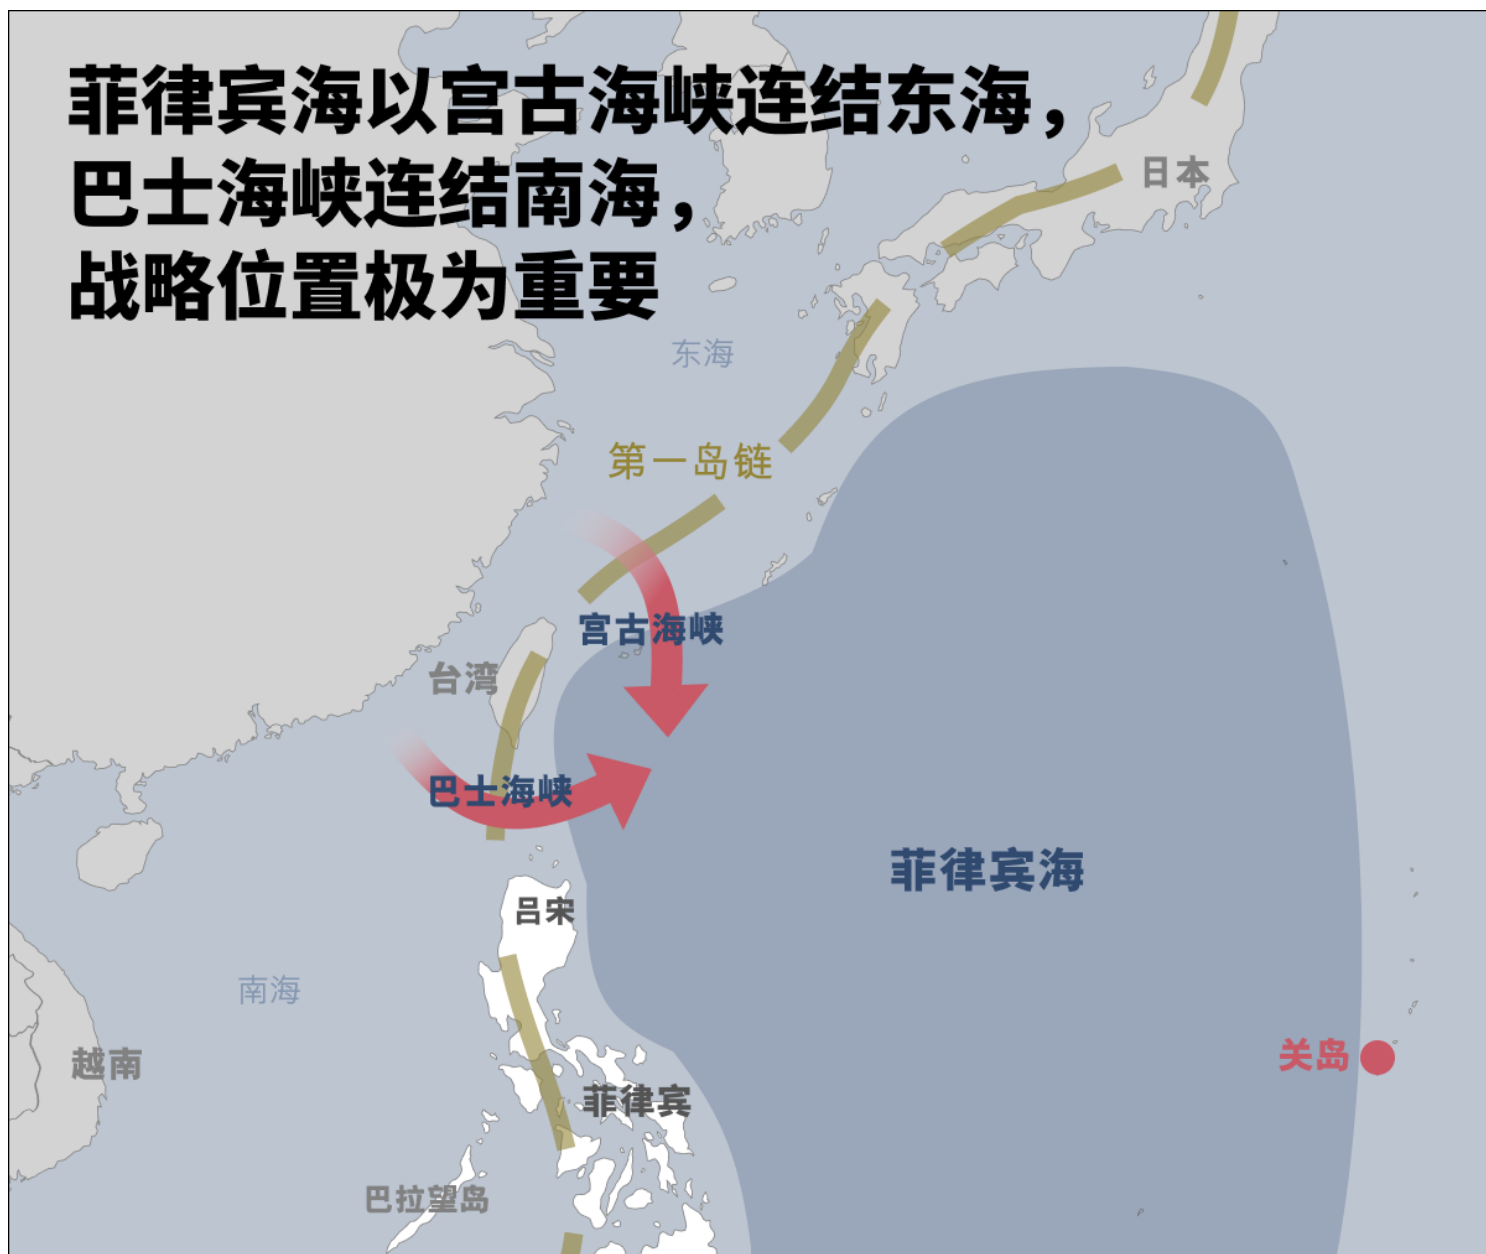 菲律宾海以宫古海峡连结东海，
巴士海峡连结南海，
战略位置极为重要
日本
东海
第一岛链
宫古海峡
台湾
巴士海峡
菲律宾海
吕宋
南海
关岛
越南
菲律宾
巴拉望岛